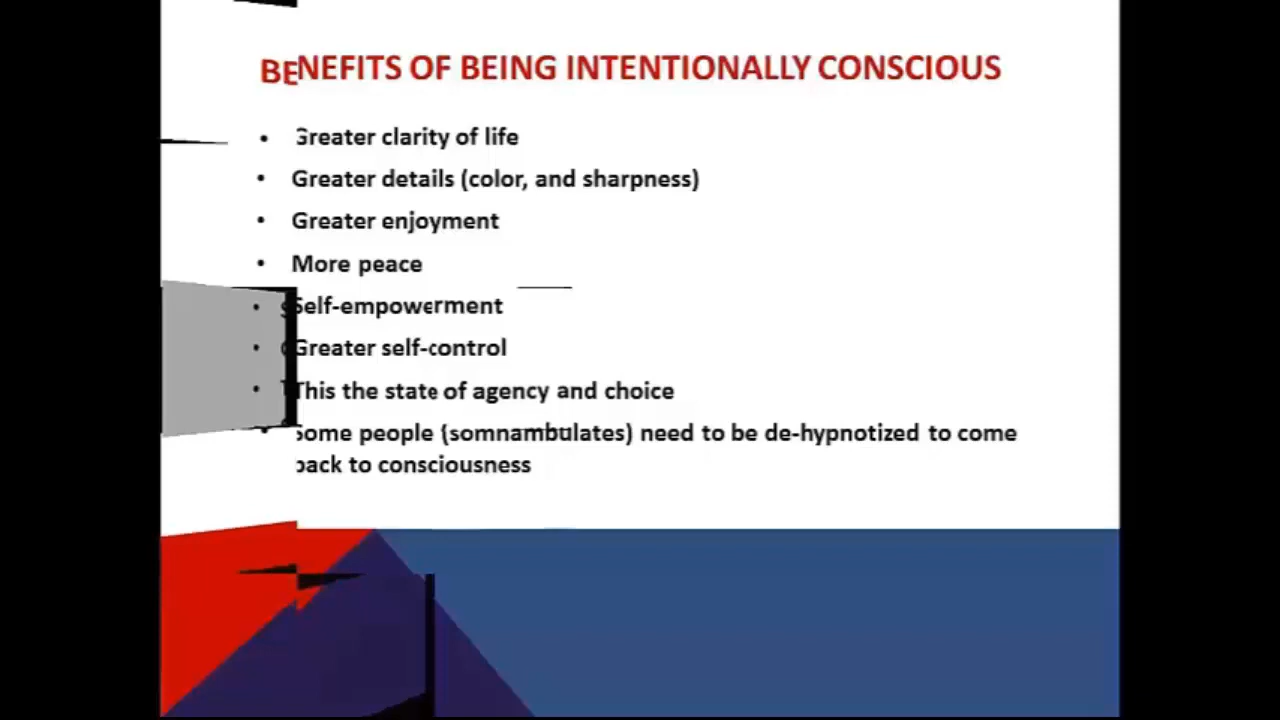 BENEFITS OF BEING INTENTIONALLY CONSCIOUS
• Greater clarity of life
• Greater details (color, and sharpness)
• Greater enjoyment
• More peace
• Self-empowerment
• Greater self-control
• This the state of agency and choice
• Some people (somnambulates) need to be de-hypnotized to come
back to consciousness